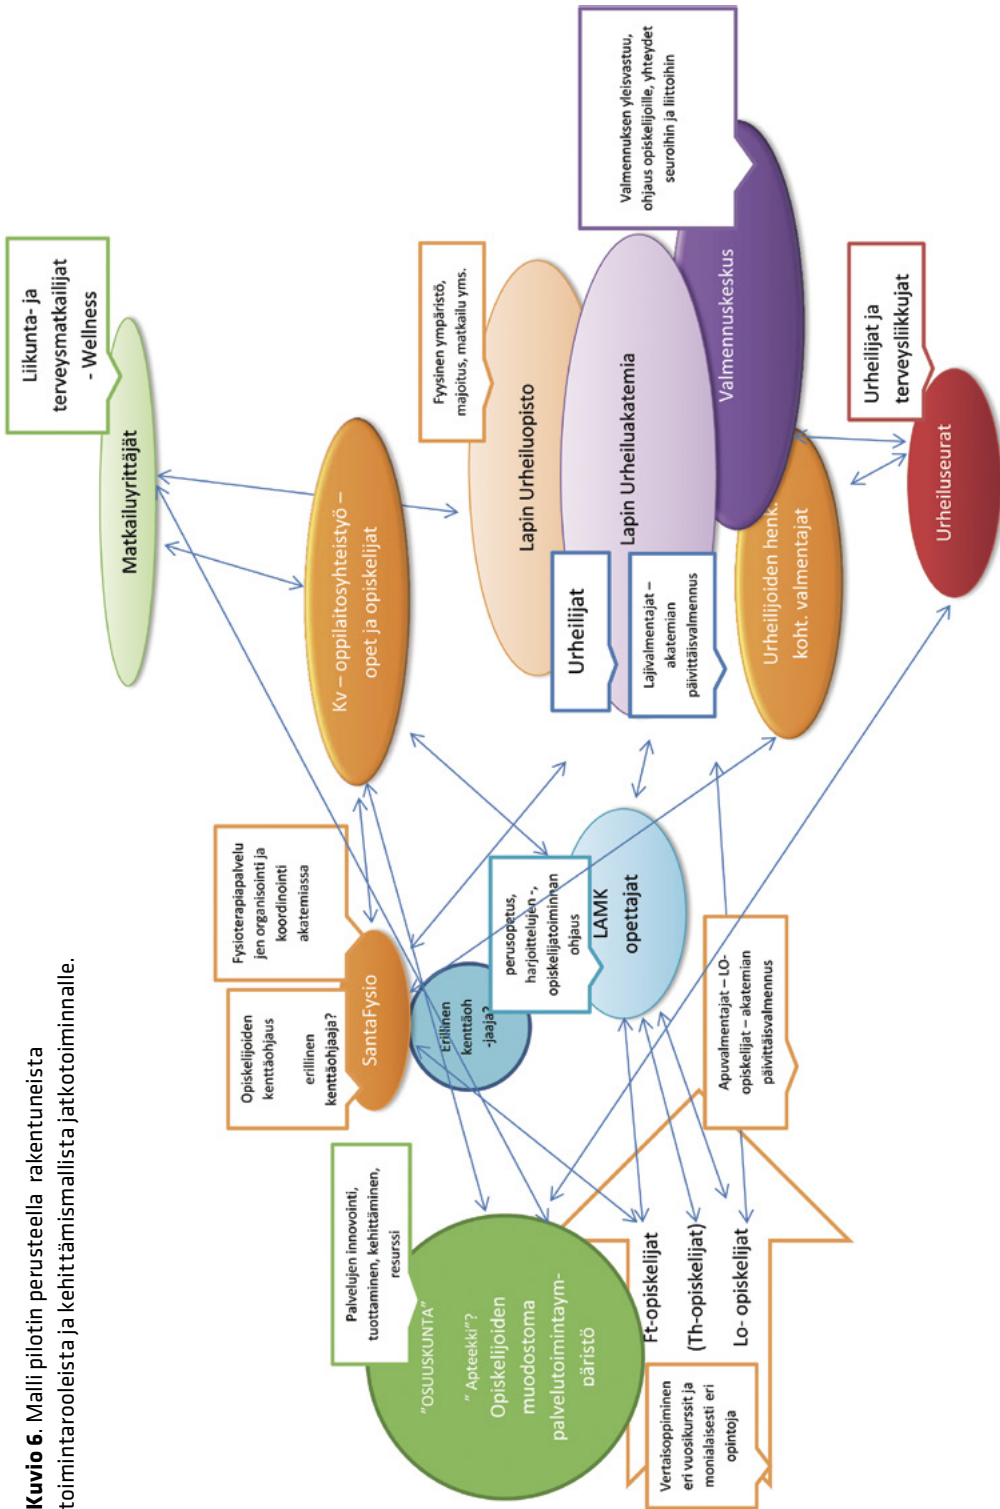 Kuvio 6. Malli pilotin perusteella rakentuneista
toimintarooleista ja kehittämismallista jatkotoiminnalle.
Liikunta- ja
terveysmatkailijat
- Wellness
Matkailuyrittäjät
Kv – oppilaitosyhteistyö –
opet ja opiskelijat
Fysioterapiapalvelu
jen organisointi ja
koordinointi
akatemiassa
Opiskelijoiden
kenttäohjaus
erillinen
kenttäohjaaja?
SantaFysio
Erillinen
kenttäoh
-jaaja?
Palvelujen innovointi,
tuottaminen, kehittäminen,
resurssi
"OSUUSKUNTA"
" Apteekki"?
Opiskelijoiden
muodostoma
palvelutoimintaym-
päristö
Fyysinen ympäristö,
majoitus, matkailu yms.
Lapin Urheiluopisto
Lapin Urheiluakatemia
Valmennuksen yleisvastuu,
ohjaus opiskelijoille, yhteydet
seuroihin ja liittoihin
Valmennuskeskus
Urheilijat
Lajivalmentajat –
akatemian
päivittäisvalmennus
Urheilijoiden henk.
koht. valmentajat
Urheilijat ja
terveysliikkujat
Urheiluseurat
perusopetus,
harjoittelujen -,
opiskelijatoiminnan
ohjaus
LAMK
opettajat
Apuvalmentajat – LO-
opiskelijat – akatemian
päivittäisvalmennus
Ft-opiskelijat
(Th-opiskelijat)
Lo- opiskelijat
Vertaisoppiminen
eri vuosikurssit ja
monialaisesti eri
opintoja